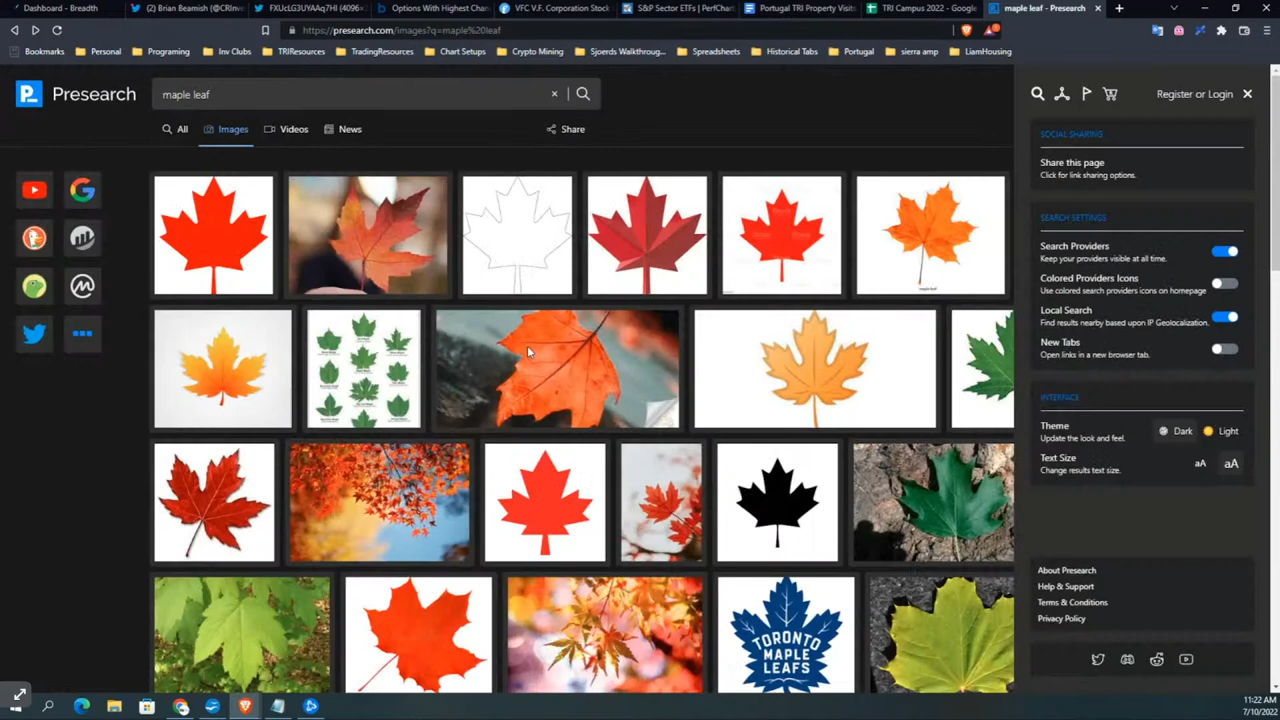 Dashboard - Breadth
(2) Brian Beamish (@CRInve
FXUcLG3UYAAq7HI (4096×
Options With Highest Chan
VFC V.F. Corporation Stock
S&P Sector ETFs | PerfChart
Portugal TRI Property Visits
TRI Campus 2022 - Google
maple leaf - Presearch
https://presearch.com/images?q=maple%20leaf
Bookmarks
Personal
Programing
Inv Clubs
TRIResources
TradingResources
Chart Setups
Crypto Mining
Sjoerds Walkthroug...
Spreadsheets
Historical Tabs
Portugal
sierra amp
LiamHousing
Presearch
maple leaf
All
Images
Videos
News
Share
Register or Login
SOCIAL SHARING
Share this page
Click for link sharing options.
SEARCH SETTINGS
Search Providers
Keep your providers visible at all time.
Colored Providers Icons
Use colored search providers icons on homepage
Local Search
Find results nearby based upon IP Geolocalization.
New Tabs
Open links in a new browser tab.
INTERFACE
Theme
Update the look and feel.
Dark
Light
Text Size
Change results text size.
aA
aA
maple leaf
TORONTO
MAPLE
LEAFS
About Presearch
Help & Support
Terms & Conditions
Privacy Policy
11:22 AM
7/10/2022